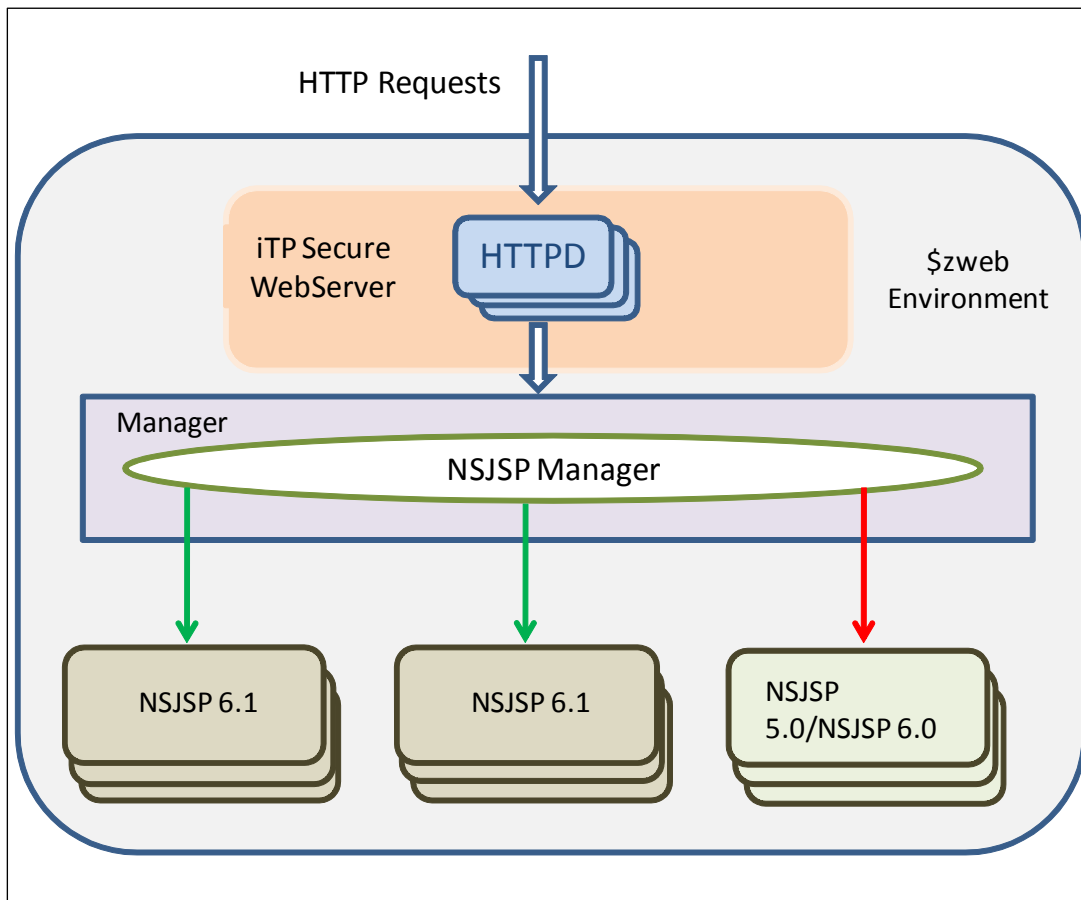 HTTP Requests
iTP Secure
WebServer
HTTPD
$zweb
Environment
Manager
NSJSP Manager
NSJSP 6.1
NSJSP 6.1
NSJSP
5.0/NSJSP 6.0